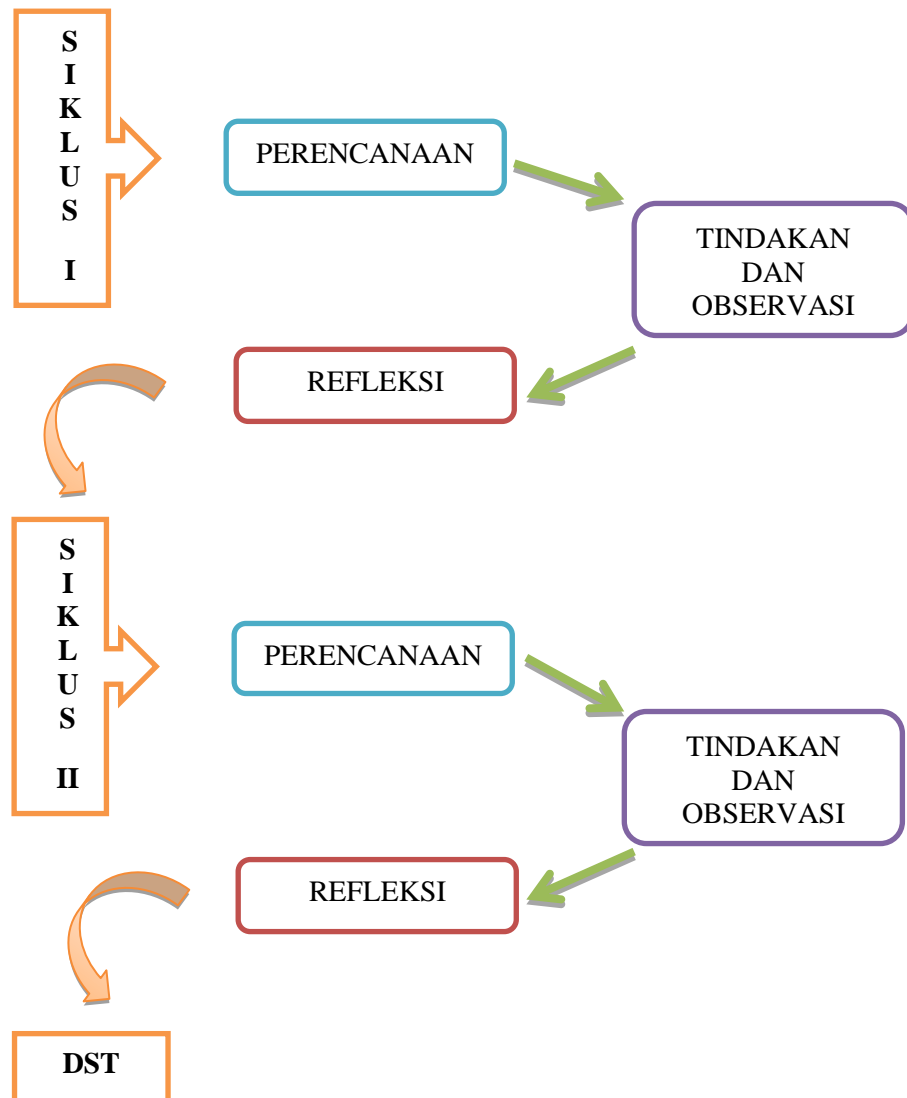 S
I
K
L
U
S
I
PERENCANAAN
TINDAKAN
DAN
OBSERVASI
REFLEKSI
S
I
K
L
U
S
II
PERENCANAAN
TINDAKAN
DAN
OBSERVASI
REFLEKSI
DST